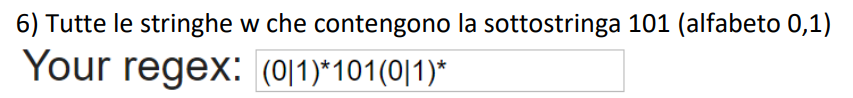 6) Tutte le stringhe w che contengono la sottostringa 101 (alfabeto 0,1)
Your regex: (0|1)*101(0|1)*